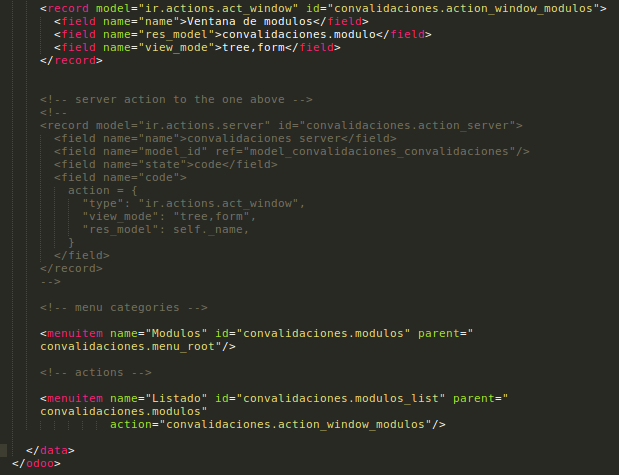 <record model="ir.actions.act_window" id="convalidaciones.action_window_modulos">
<field name="name">Ventana de modulos</field>
<field name="res_model">convalidaciones.modulo</field>
<field name="view_mode">tree,form</field>
</record>
<!-- server action to the one above -->
<!--
<record model="ir.actions.server" id="convalidaciones.action_server">
<field name="name">convalidaciones server</field>
<field name="model_id" ref="model_convalidaciones_convalidaciones"/>
<field name="state">code</field>
<field name="code">
action = {
"type": "ir.actions.act_window",
"view_mode": "tree,form",
"res_model": self._name,
}
</field>
</record>
-->
<!-- menu categories -->
<menuitem name="Modulos" id="convalidaciones.modulos" parent="
convalidaciones.menu_root"/>
<!-- actions -->
<menuitem name="Listado" id="convalidaciones.modulos_list" parent="
convalidaciones.modulos"
action="convalidaciones.action_window_modulos"/>
</data>
</odoo>